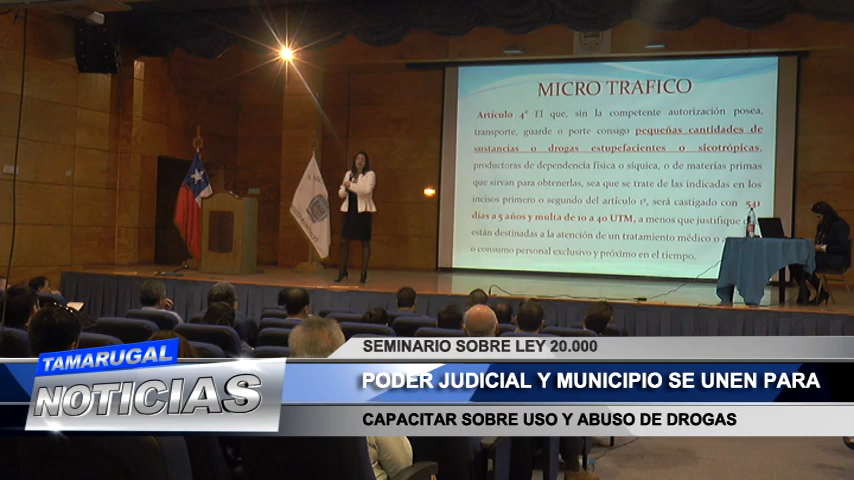 MICRO TRAFICO
Artículo 4° El que, sin la competente autorización posea,
transporte, guarde o porte consigo pequeñas cantidades de
sustancias o drogas estupefacientes o sicotrópicas,
productoras de dependencia física o síquica, o de materias primas
que sirvan para obtenerlas, sea que se trate de las indicadas en los
incisos primero o segundo del artículo 1°, será castigado con 541
días a 5 años y multa de 10 a 40 UTM, a menos que justifique
están destinadas a la atención de un tratamiento médico o
o consumo personal exclusivo y próximo en el tiempo.
TAMARUGAL
NOTICIAS
SEMINARIO SOBRE LEY 20.000
PODER JUDICIAL Y MUNICIPIO SE UNEN PARA
CAPACITAR SOBRE USO Y ABUSO DE DROGAS